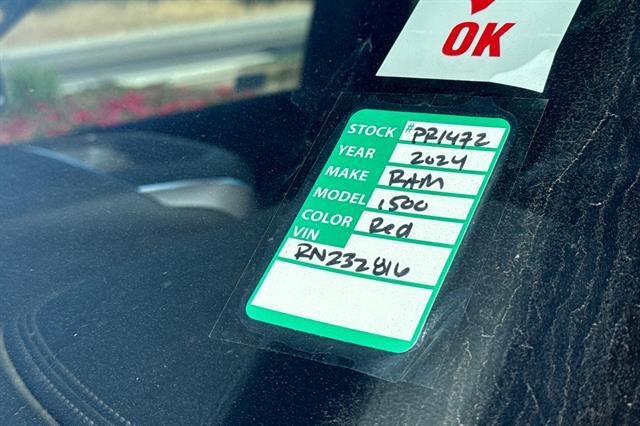 OK
STOCK # PR1472
YEAR 2024
MAKE RAM
MODEL 1500
COLOR Red
VIN
RN232816